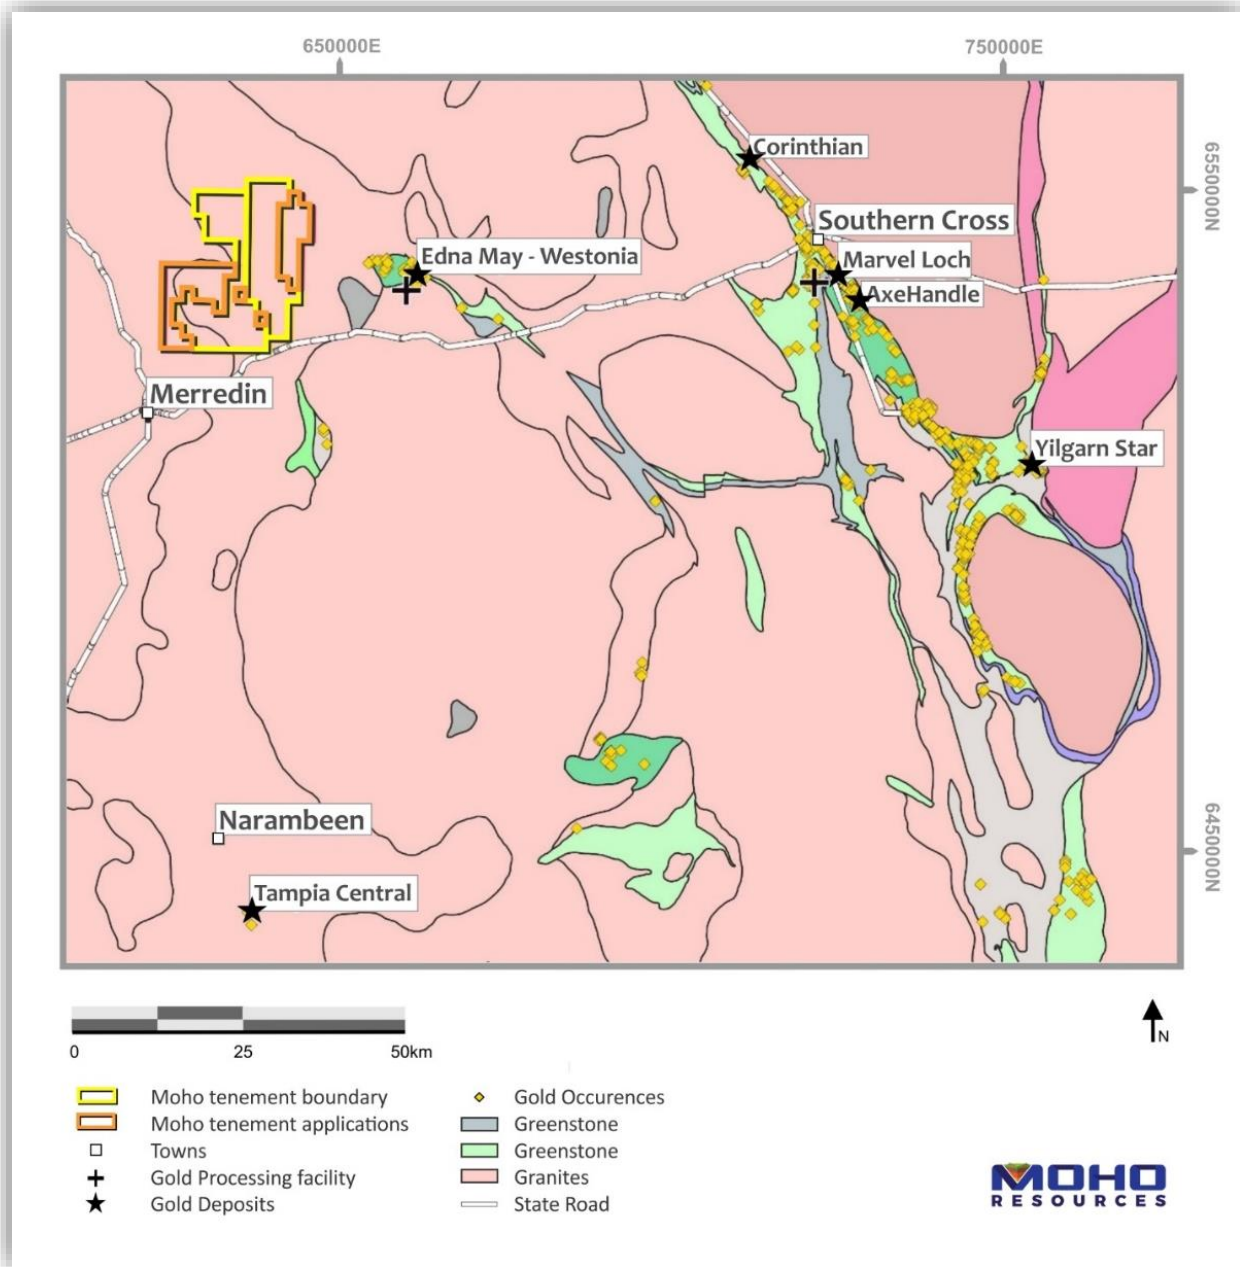 650000E
750000E
6550000N
6450000N
Corinthian
Southern Cross
Edna May - Westonia
Marvel Loch
AxeHandle
Merredin
Yilgarn Star
Narambeen
Tampia Central
0 25 50km
N
Moho tenement boundary
Moho tenement applications
Towns
Gold Processing facility
Gold Deposits
Gold Occurences
Greenstone
Greenstone
Granites
State Road
MOHO
RESOURCES